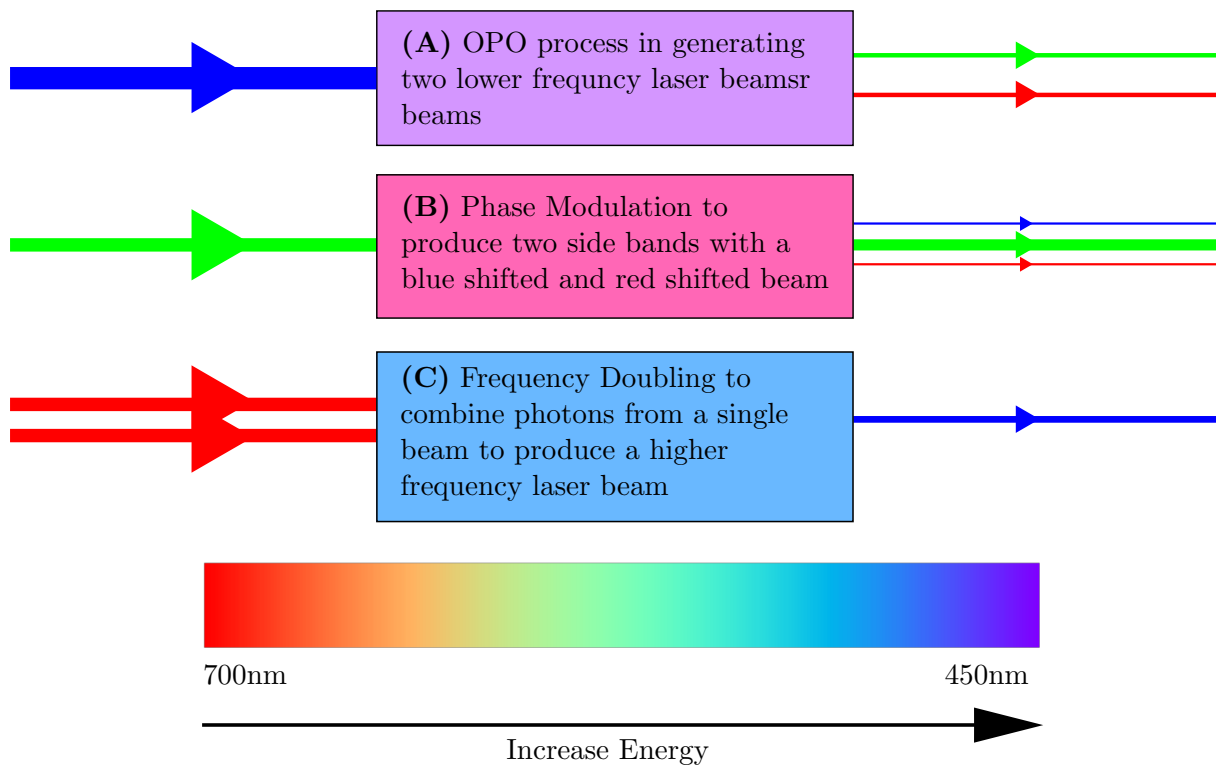 (A) OPO process in generating
two lower frequncy laser beamsr
beams
(B) Phase Modulation to
produce two side bands with a
blue shifted and red shifted beam
(C) Frequency Doubling to
combine photons from a single
beam to produce a higher
frequency laser beam
700nm
450nm
Increase Energy